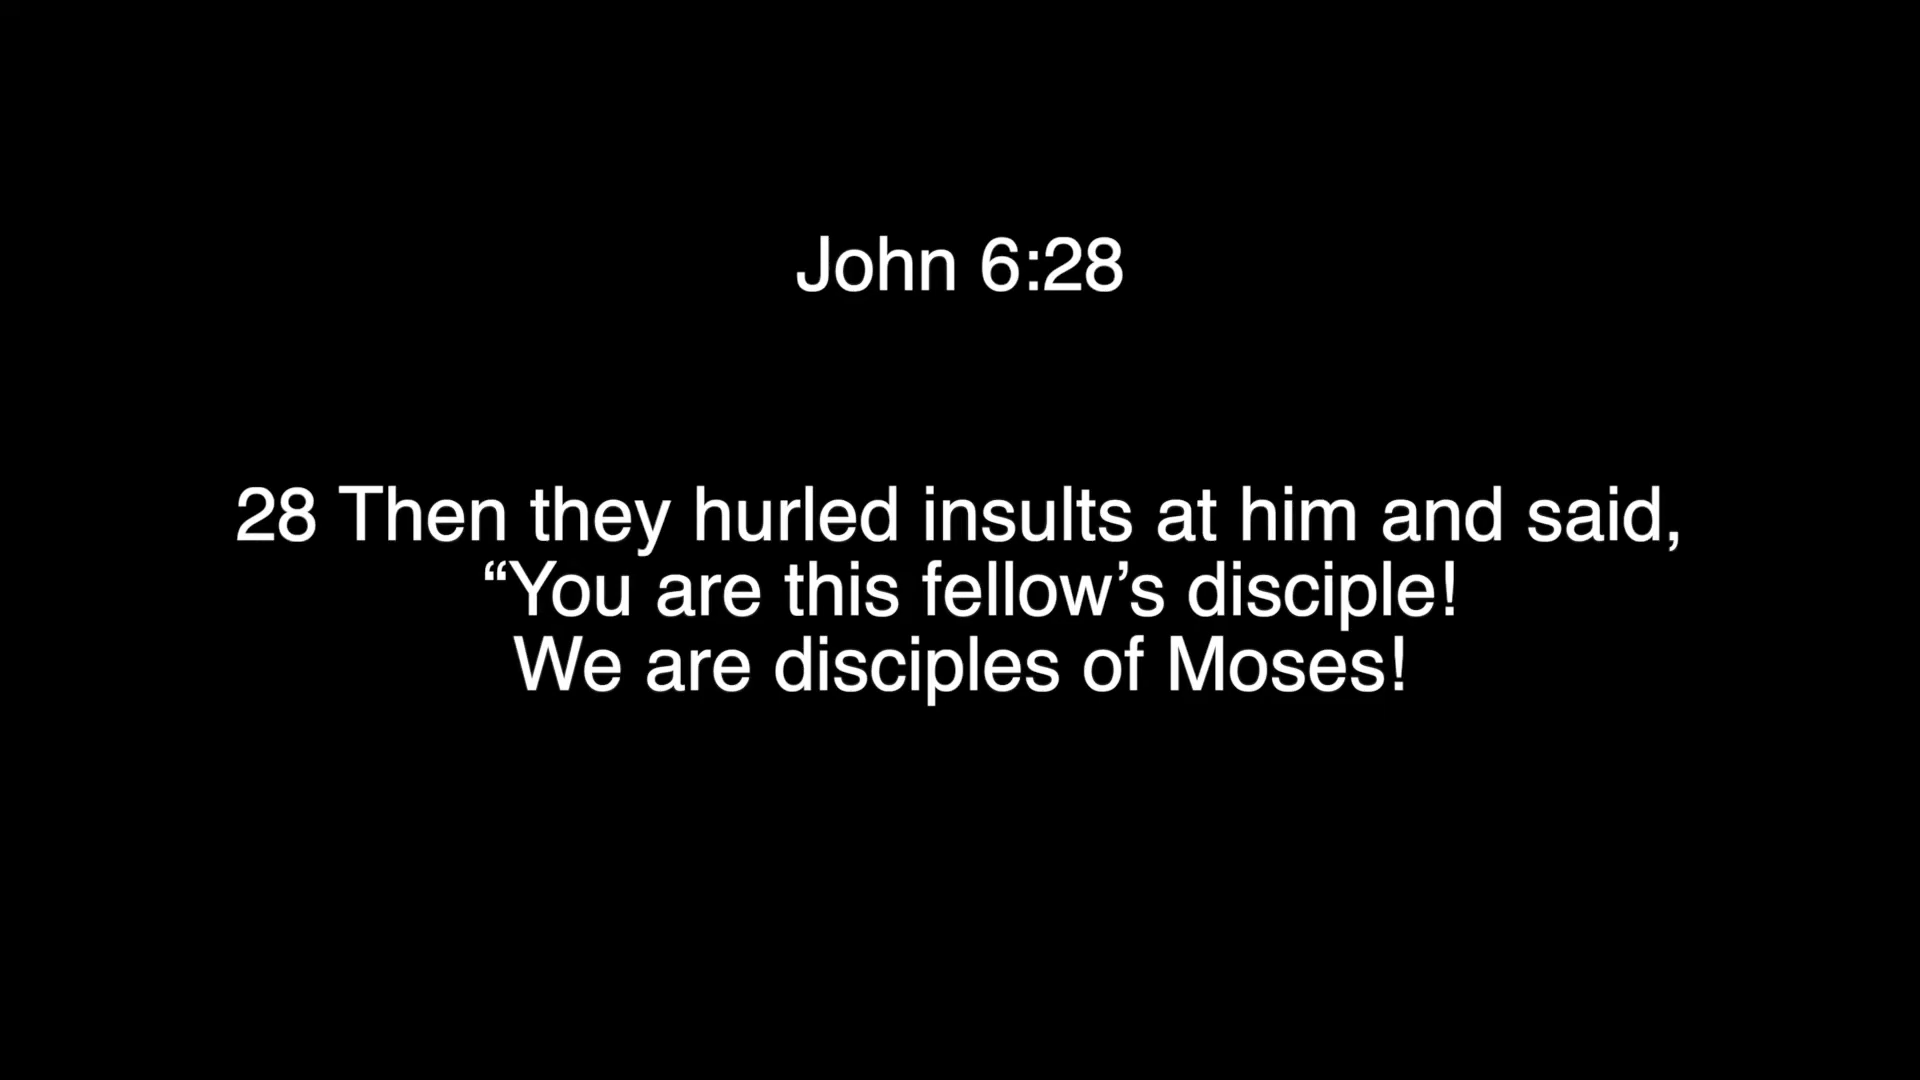 John 6:28
28 Then they hurled insults at him and said,
“You are this fellow’s disciple!
We are disciples of Moses!